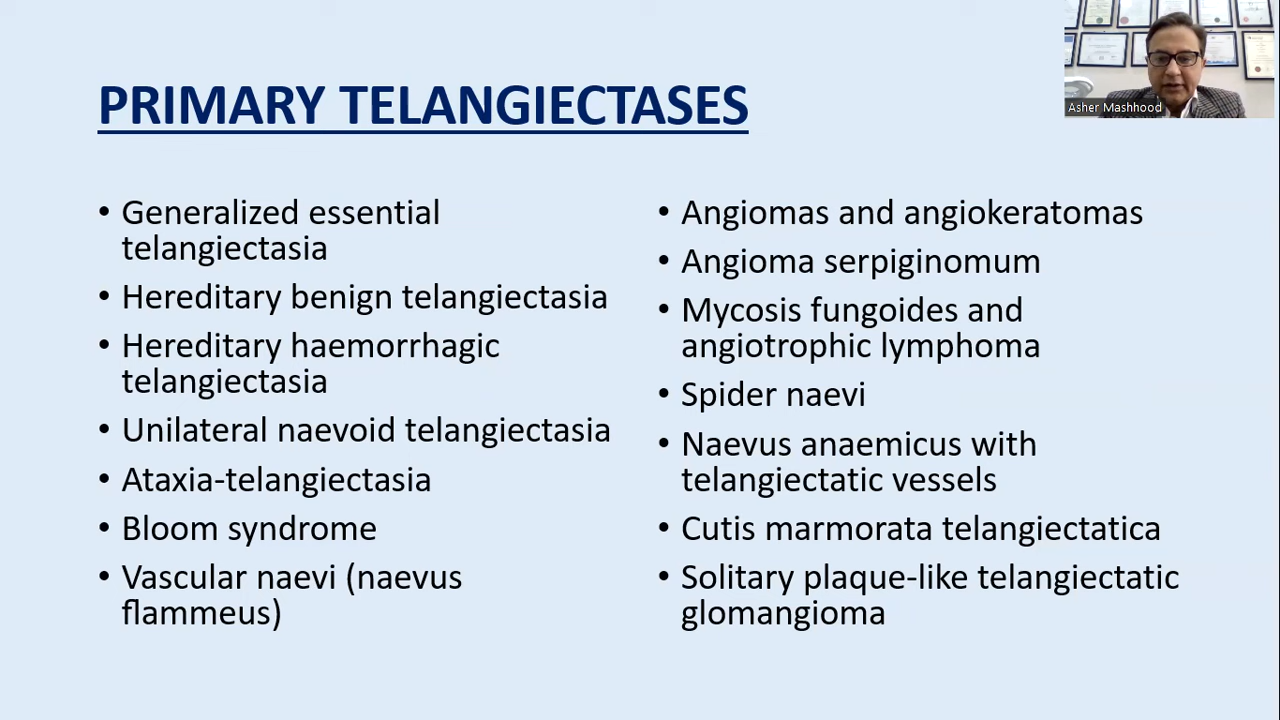 PRIMARY TELANGIECTASES
Asher Mashhood
• Generalized essential
telangiectasia
• Hereditary benign telangiectasia
• Hereditary haemorrhagic
telangiectasia
• Unilateral naevoid telangiectasia
• Ataxia-telangiectasia
• Bloom syndrome
• Vascular naevi (naevus
flammeus)
• Angiomas and angiokeratomas
• Angioma serpiginomum
• Mycosis fungoides and
angiotrophic lymphoma
• Spider naevi
• Naevus anaemicus with
telangiectatic vessels
• Cutis marmorata telangiectatica
• Solitary plaque-like telangiectatic
glomangioma